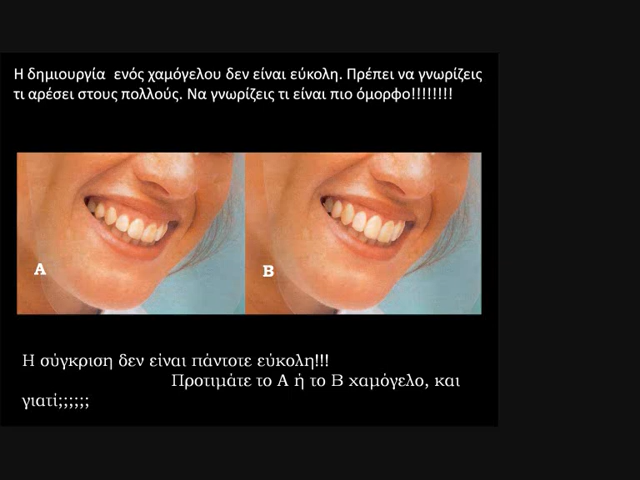 Η δημιουργία  ενός χαμόγελου δεν είναι εύκολη. Πρέπει να γνωρίζεις
τι αρέσει στους πολλούς. Να γνωρίζεις τι είναι πιο όμορφο!!!!!!!!
A
B
Η σύγκριση δεν είναι πάντοτε εύκολη!!!
Προτιμάτε το Α ή το Β χαμόγελο, και
γιατί;;;;;;